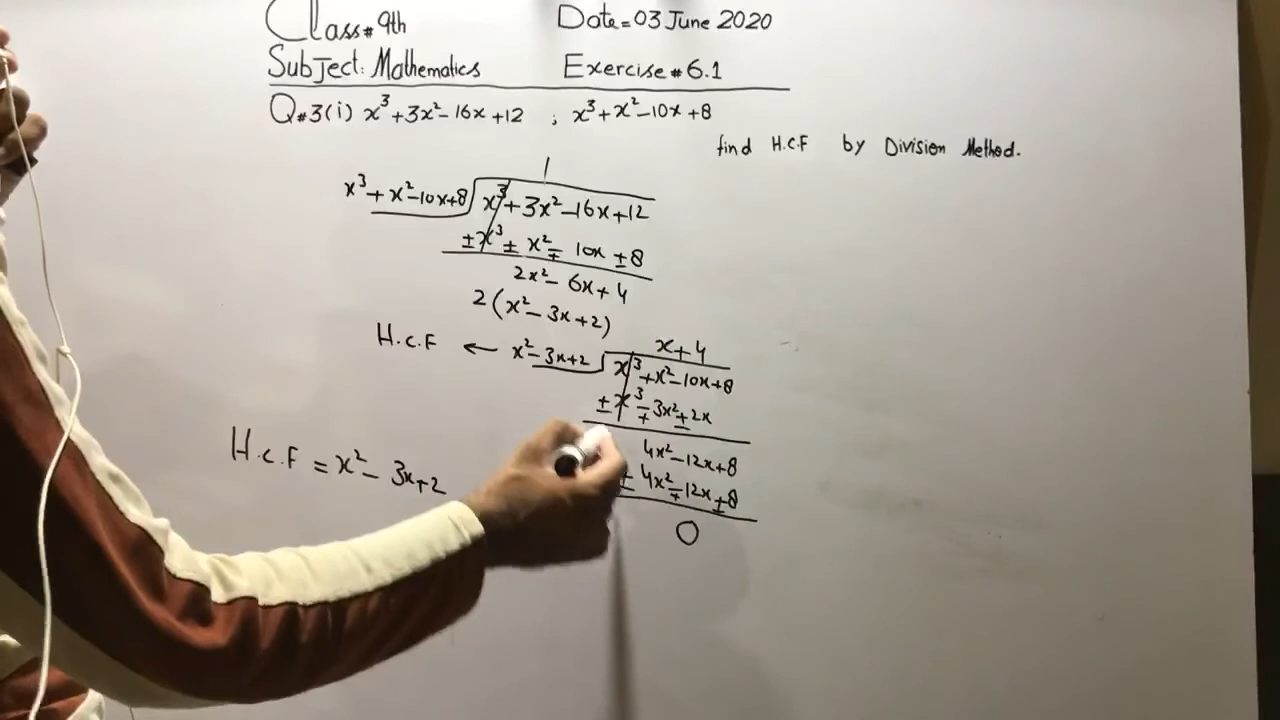 Class# 9th Date=03 June 2020
Subject: Mathematics Exercise#6.1
Q#3(i) x³+3x²-16x+12 ; x³+x²-10x+8
find H.C.F by Division Method.
1
x³+x²-10x+8 x³+3x²-16x+12
±x³±x²∓10x±8
2x²-6x+4
2(x²-3x+2)
x+4
H.c.F ← x²-3x+2 x³+x²-10x+8
±x³∓3x²±2x
4x²-12x+8
±4x²∓12x±8
0
H.c.F = x²-3x+2